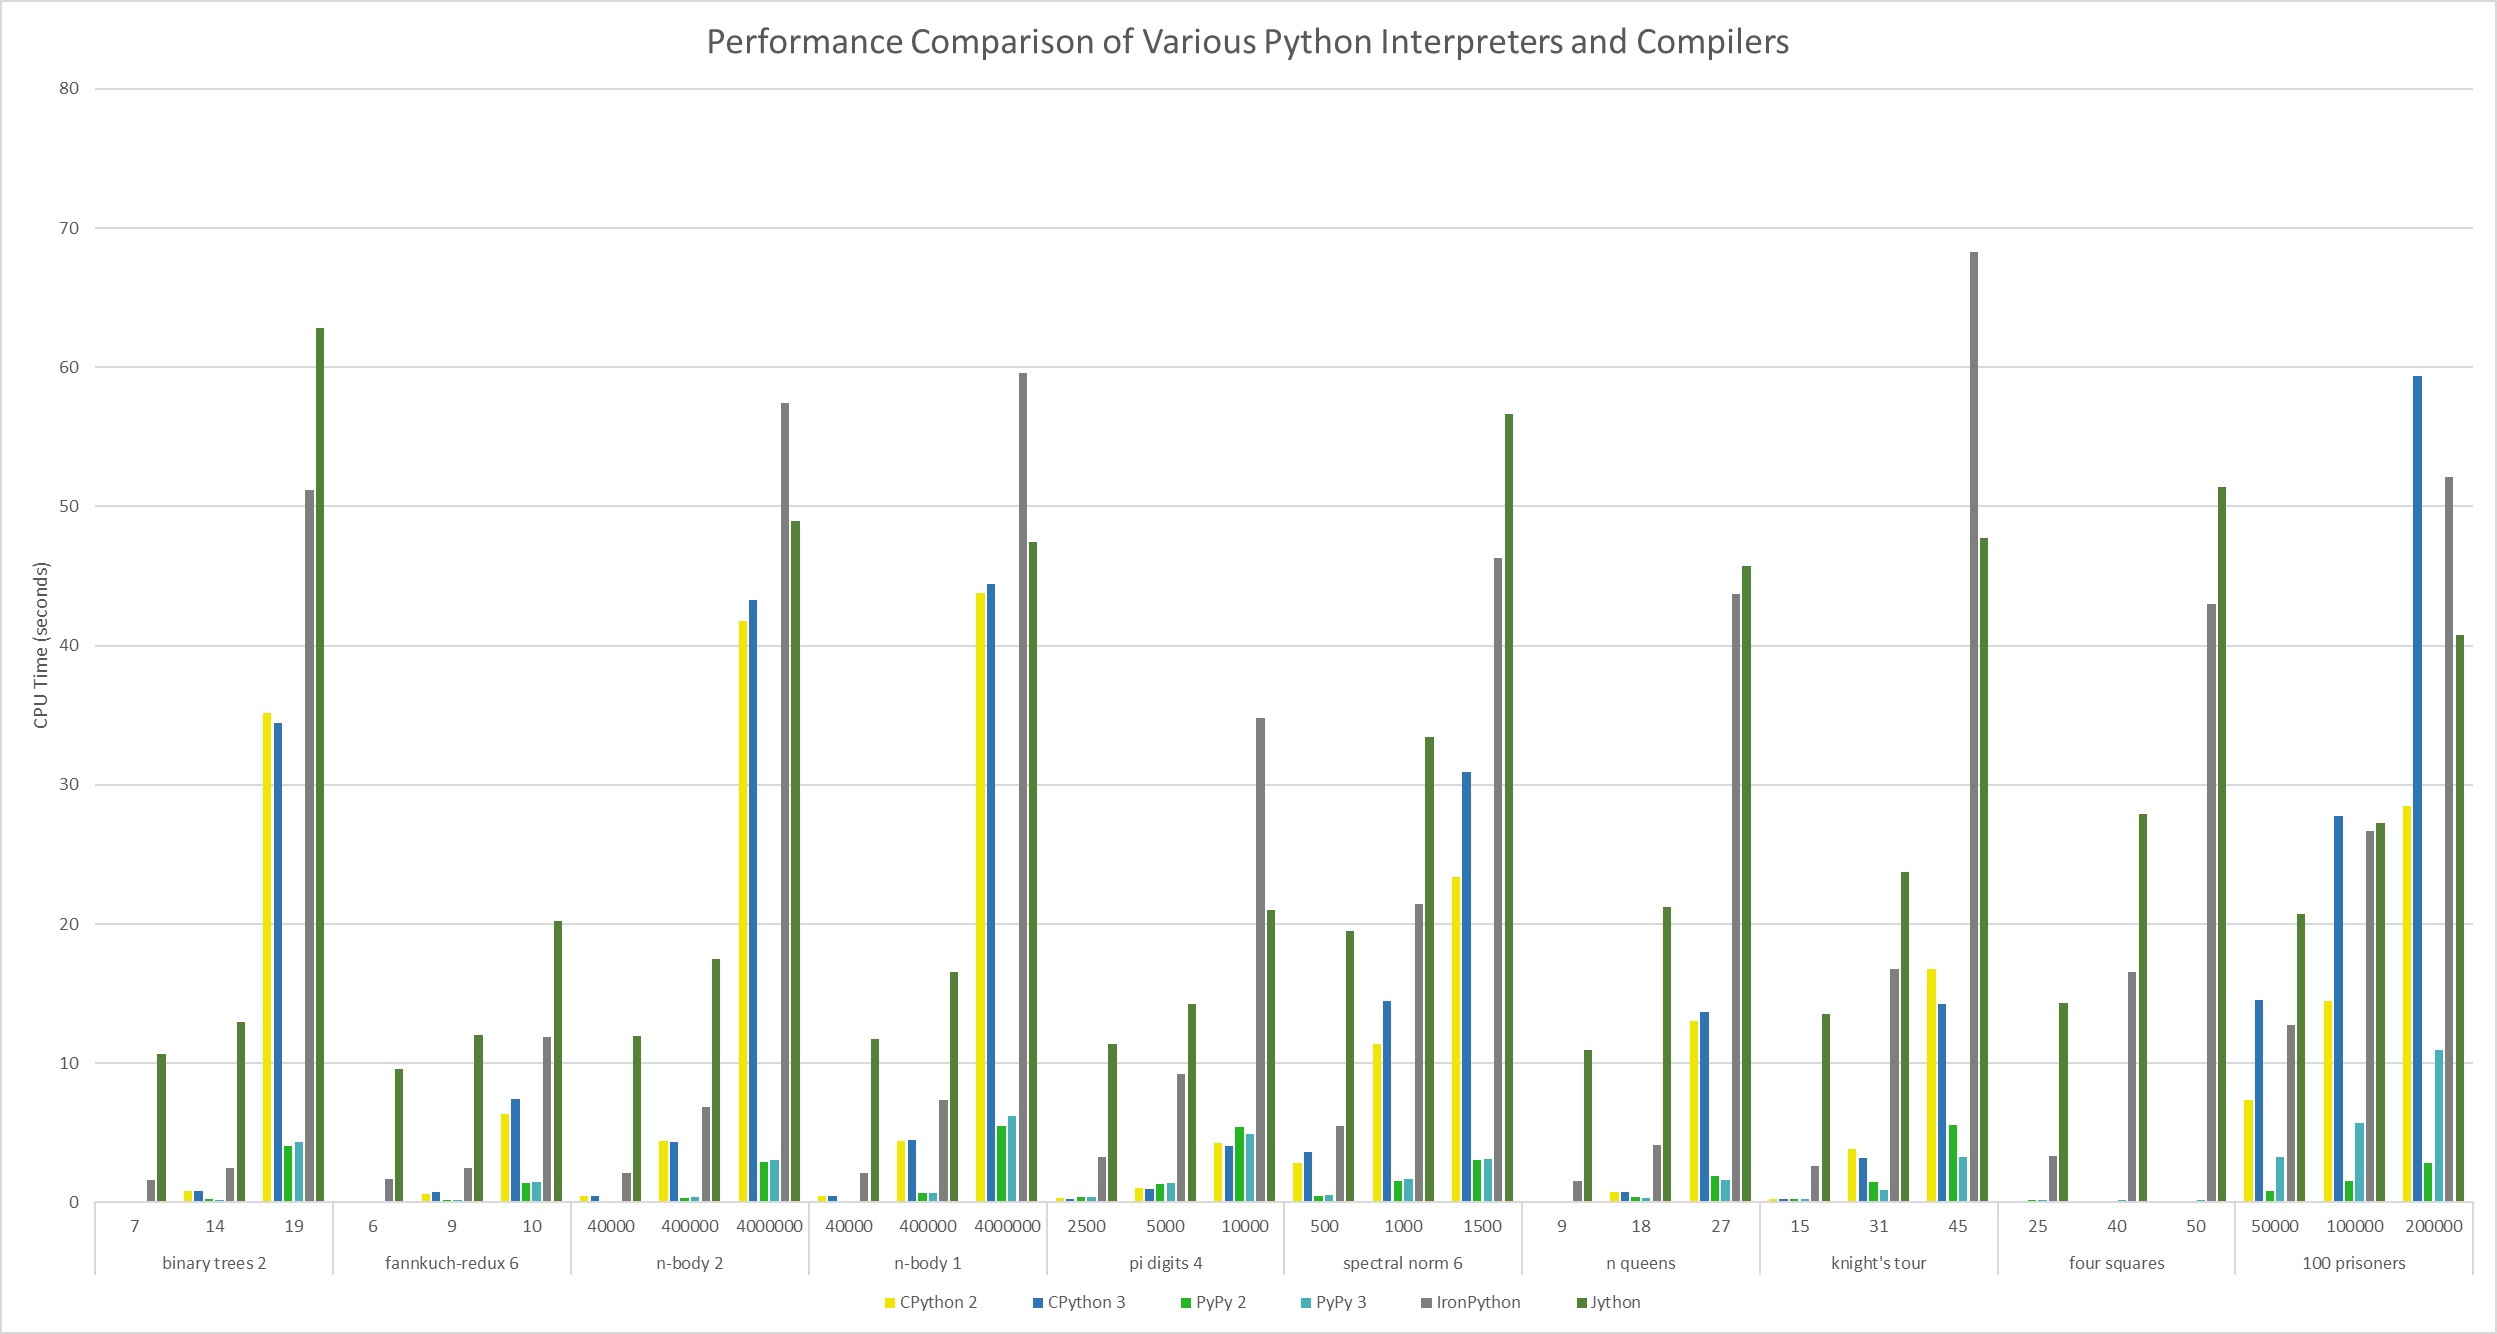 Performance Comparison of Various Python Interpreters and Compilers
80
70
60
50
40
30
20
10
0
CPU Time (seconds)
7 14 19 6 9 10 40000 400000 4000000 40000 400000 4000000 2500 5000 10000 500 1000 1500 9 18 27 15 31 45 25 40 50 50000 100000 200000
binary trees 2 fannkuch-redux 6 n-body 2 n-body 1 pi digits 4 spectral norm 6 n queens knight's tour four squares 100 prisoners
CPython 2 CPython 3 PyPy 2 PyPy 3 IronPython Jython